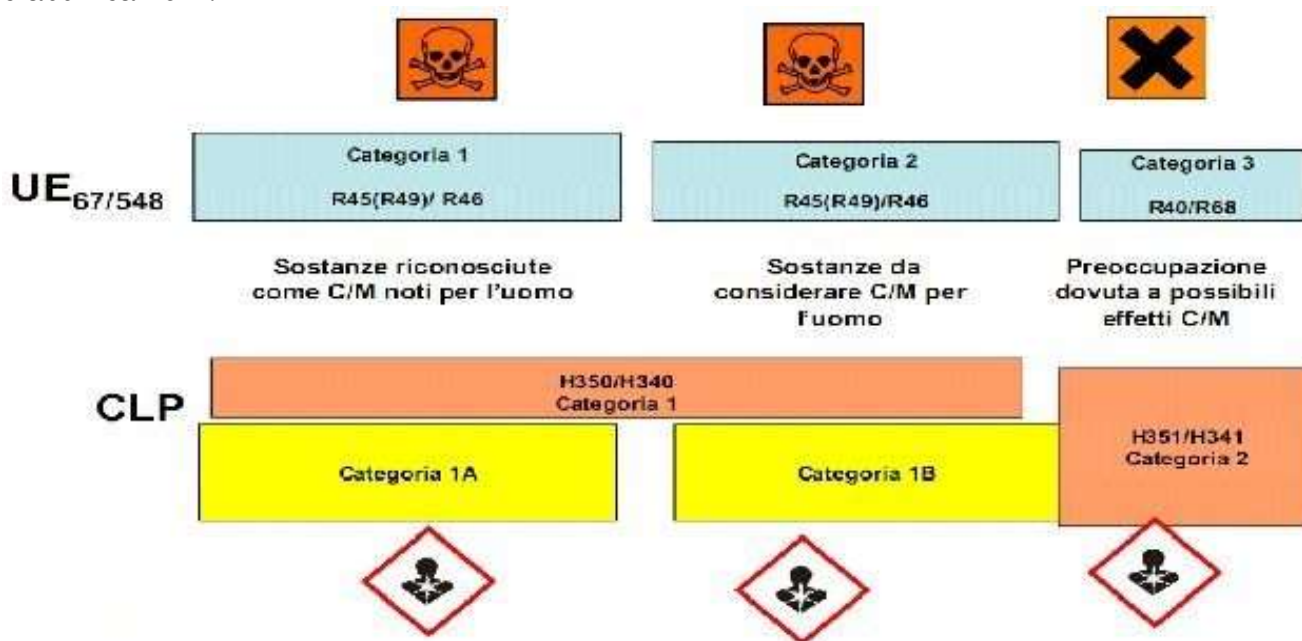 Categoria 1
R45(R49)/ R46
Categoria 2
R45(R49)/R46
Categoria 3
R40/R68
UE67/548
Sostanze riconosciute
come C/M noti per l'uomo
Sostanze da
considerare C/M per
l'uomo
Preoccupazione
dovuta a possibili
effetti C/M
CLP
H350/H340
Categoria 1
H351/H341
Categoria 2
Categoria 1A
Categoria 1B